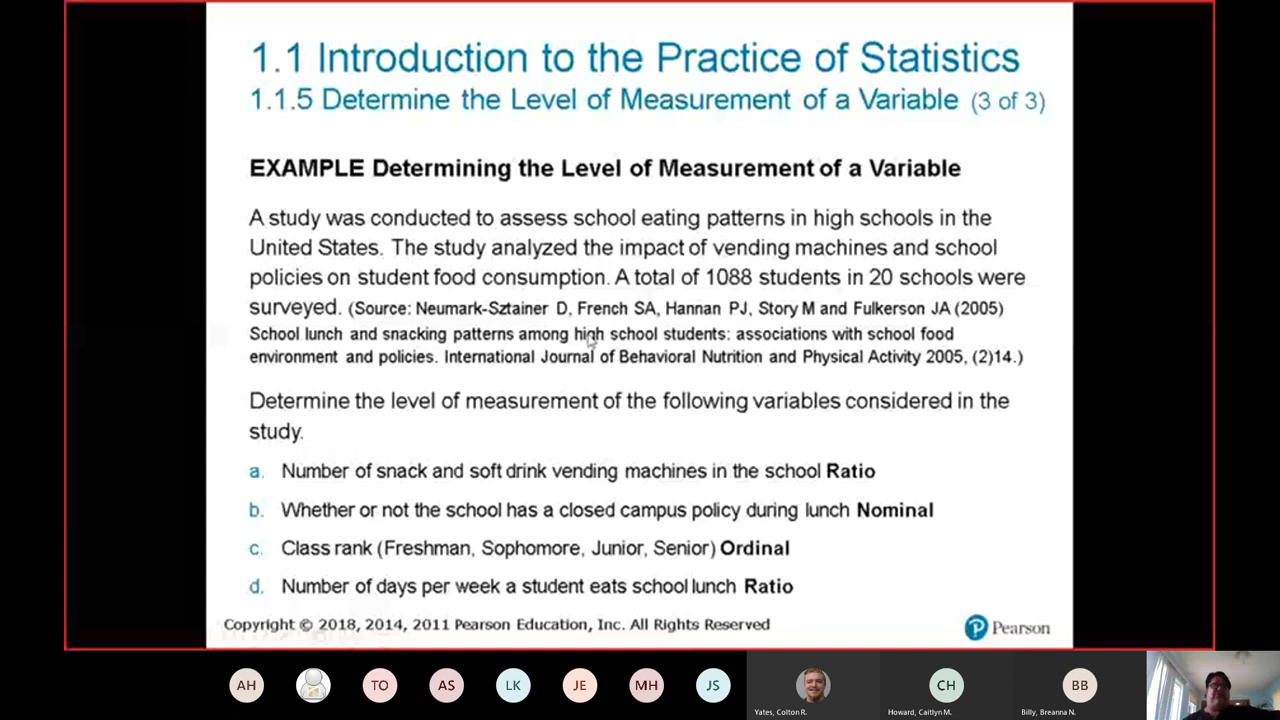 1.1 Introduction to the Practice of Statistics
1.1.5 Determine the Level of Measurement of a Variable (3 of 3)
EXAMPLE Determining the Level of Measurement of a Variable
A study was conducted to assess school eating patterns in high schools in the
United States. The study analyzed the impact of vending machines and school
policies on student food consumption. A total of 1088 students in 20 schools were
surveyed. (Source: Neumark-Sztainer D, French SA, Hannan PJ, Story M and Fulkerson JA (2005)
School lunch and snacking patterns among high school students: associations with school food
environment and policies. International Journal of Behavioral Nutrition and Physical Activity 2005, (2)14.)
Determine the level of measurement of the following variables considered in the
study.
a. Number of snack and soft drink vending machines in the school Ratio
b. Whether or not the school has a closed campus policy during lunch Nominal
c. Class rank (Freshman, Sophomore, Junior, Senior) Ordinal
d. Number of days per week a student eats school lunch Ratio
Copyright © 2018, 2014, 2011 Pearson Education, Inc. All Rights Reserved
P Pearson
AH TO AS LK JE MH JS CH BB
Yates, Colton R. Howard, Caitlyn M. Billy, Breanna N.